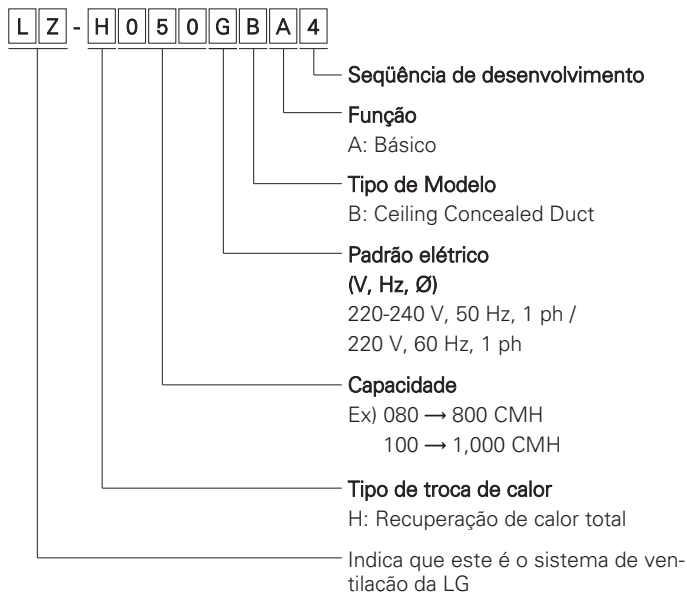 LZ-H050GBA4
Seqüência de desenvolvimento
Função
A: Básico
Tipo de Modelo
B: Ceiling Concealed Duct
Padrão elétrico
(V, Hz, Ø)
220-240 V, 50 Hz, 1 ph /
220 V, 60 Hz, 1 ph
Capacidade
Ex) 080 → 800 CMH
100 → 1,000 CMH
Tipo de troca de calor
H: Recuperação de calor total
Indica que este é o sistema de ven-
tilação da LG